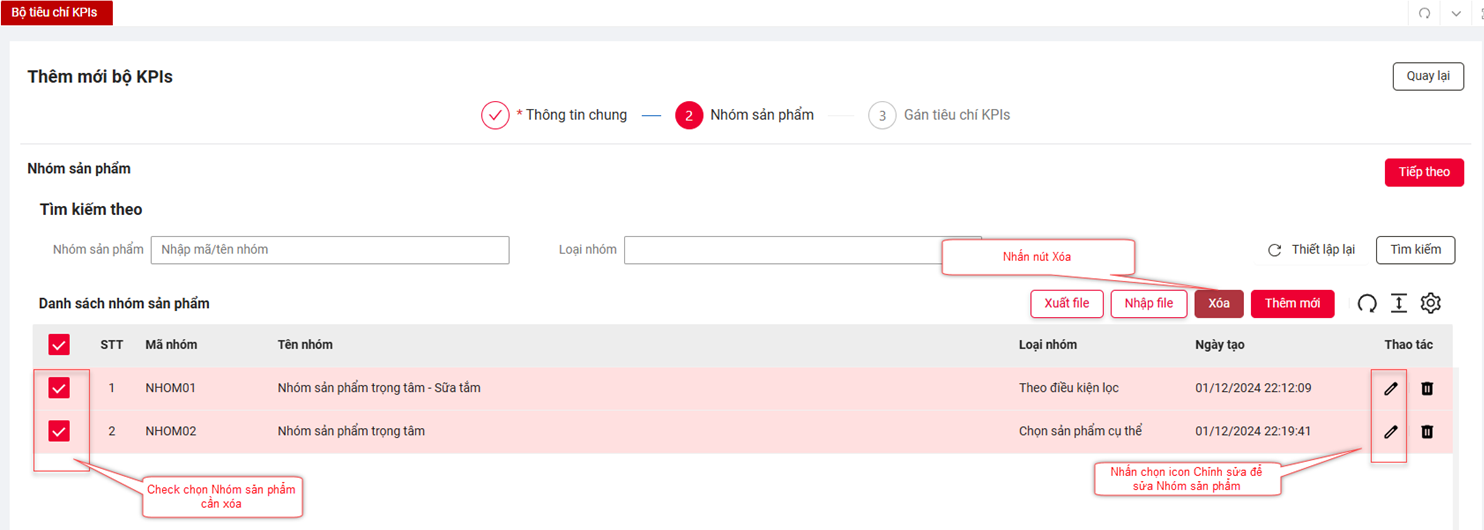 Bộ tiêu chí KPIs
Thêm mới bộ KPIs
Quay lại
* Thông tin chung
2 Nhóm sản phẩm
3 Gán tiêu chí KPIs
Nhóm sản phẩm
Tiếp theo
Tìm kiếm theo
Nhóm sản phẩm Nhập mã/tên nhóm Loại nhóm Thiết lập lại Tìm kiếm
Nhấn nút Xóa
Danh sách nhóm sản phẩm Xuất file Nhập file Xóa Thêm mới
STT Mã nhóm Tên nhóm Loại nhóm Ngày tạo Thao tác
1 NHOM01 Nhóm sản phẩm trọng tâm - Sữa tắm Theo điều kiện lọc 01/12/2024 22:12:09
2 NHOM02 Nhóm sản phẩm trọng tâm Chọn sản phẩm cụ thể 01/12/2024 22:19:41
Check chọn Nhóm sản phẩm
cần xóa
Nhấn chọn icon Chỉnh sửa để
sửa Nhóm sản phẩm